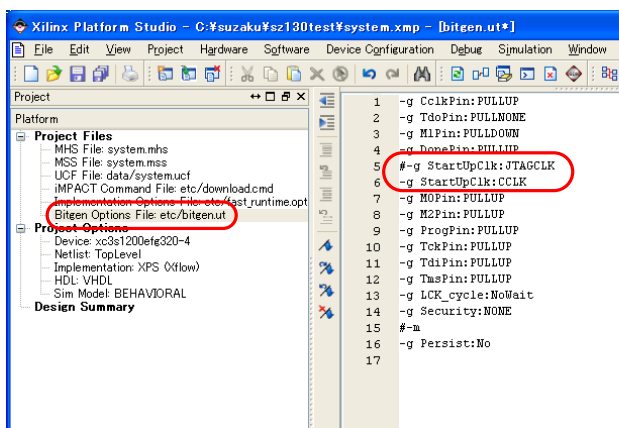 Xilinx Platform Studio - C:¥suzaku¥sz130test¥system.xmp - [bitgen.ut*]
File Edit View Project Hardware Software Device Configuration Debug Simulation Window
Project
Platform
Project Files
MHS File: system.mhs
MSS File: system.mss
UCF File: data/system.ucf
iMPACT Command File: etc/download.cmd
Implementation Options File: etc/fast_runtime.opt
Bitgen Options File: etc/bitgen.ut
Project Options
Device: xc3s1200efg320-4
Netlist: TopLevel
Implementation: XPS (Xflow)
HDL: VHDL
Sim Model: BEHAVIORAL
Design Summary
1 -g CclkPin:PULLUP
2 -g TdoPin:PULLNONE
3 -g M1Pin:PULLDOWN
4 -g DonePin:PULLUP
5 #-g StartUpClk:JTAGCLK
6 -g StartUpClk:CCLK
7 -g M0Pin:PULLUP
8 -g M2Pin:PULLUP
9 -g ProgPin:PULLUP
10 -g TckPin:PULLUP
11 -g TdiPin:PULLUP
12 -g TmsPin:PULLUP
13 -g LCK_cycle:NoWait
14 -g Security:NONE
15 #-m
16 -g Persist:No
17